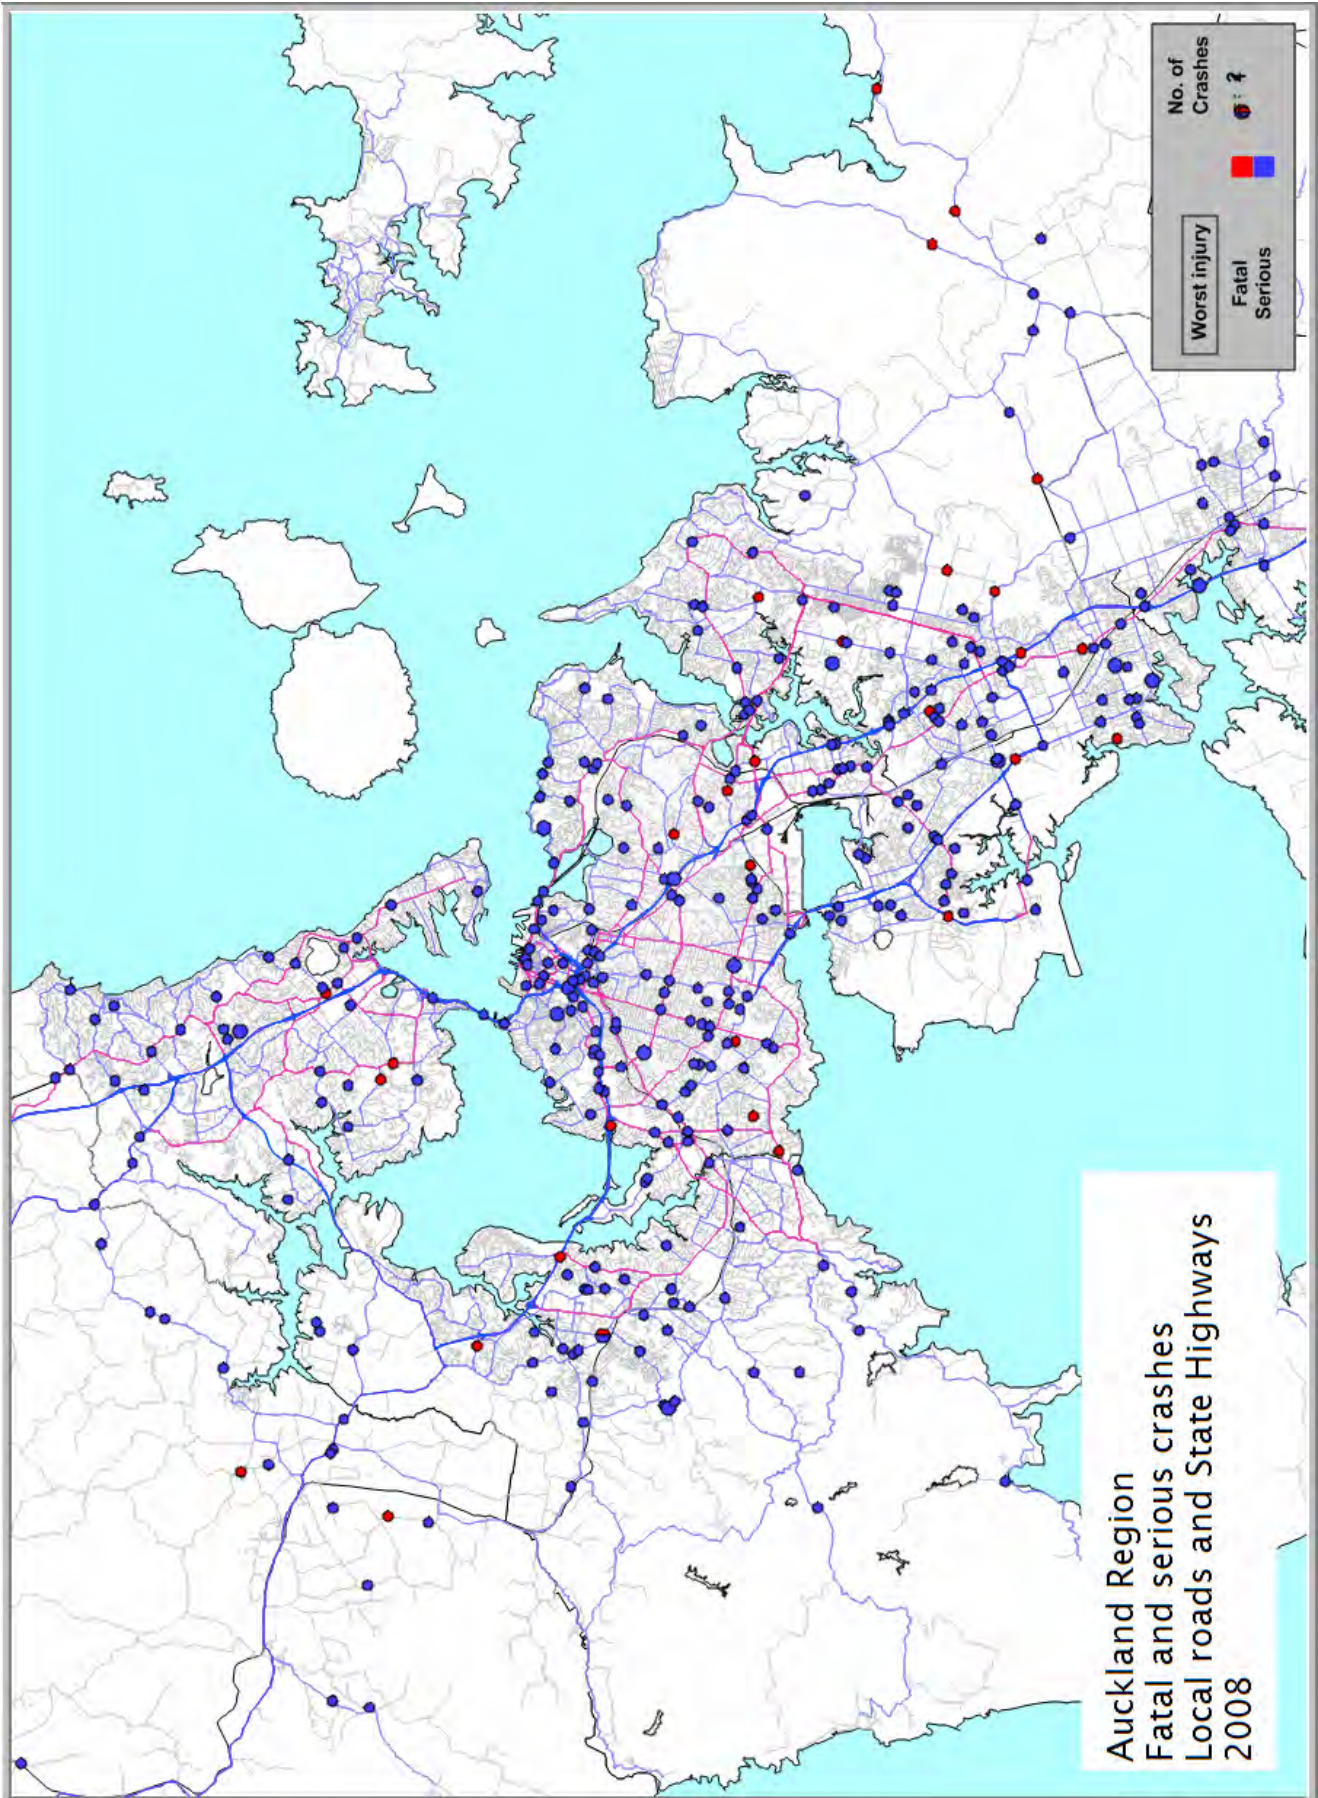 Auckland Region
Fatal and serious crashes
Local roads and State Highways
2008
Worst injury
No. of
Crashes
Fatal
Serious